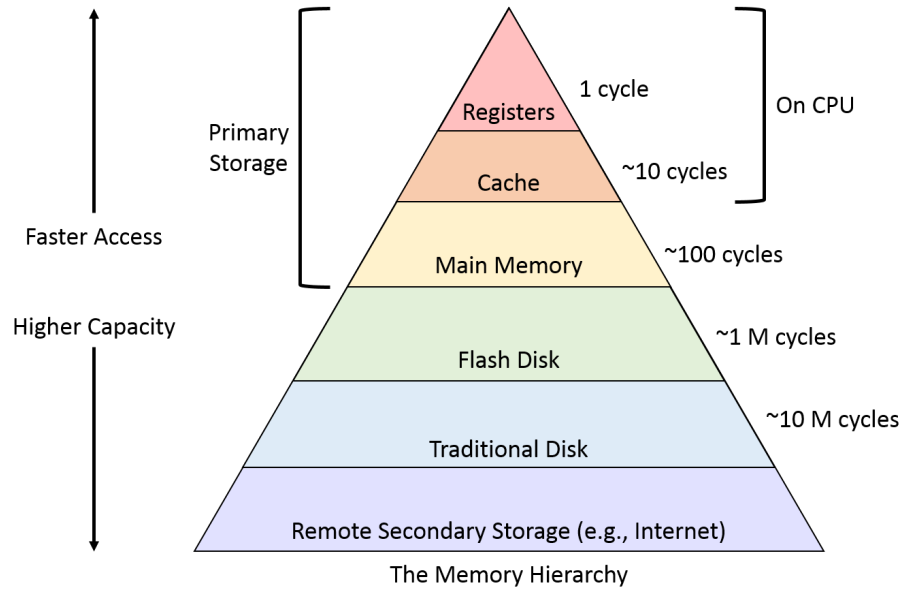 1 cycle
Registers
On CPU
Primary
Storage
~10 cycles
Cache
Faster Access
~100 cycles
Main Memory
Higher Capacity
~1 M cycles
Flash Disk
~10 M cycles
Traditional Disk
Remote Secondary Storage (e.g., Internet)
The Memory Hierarchy